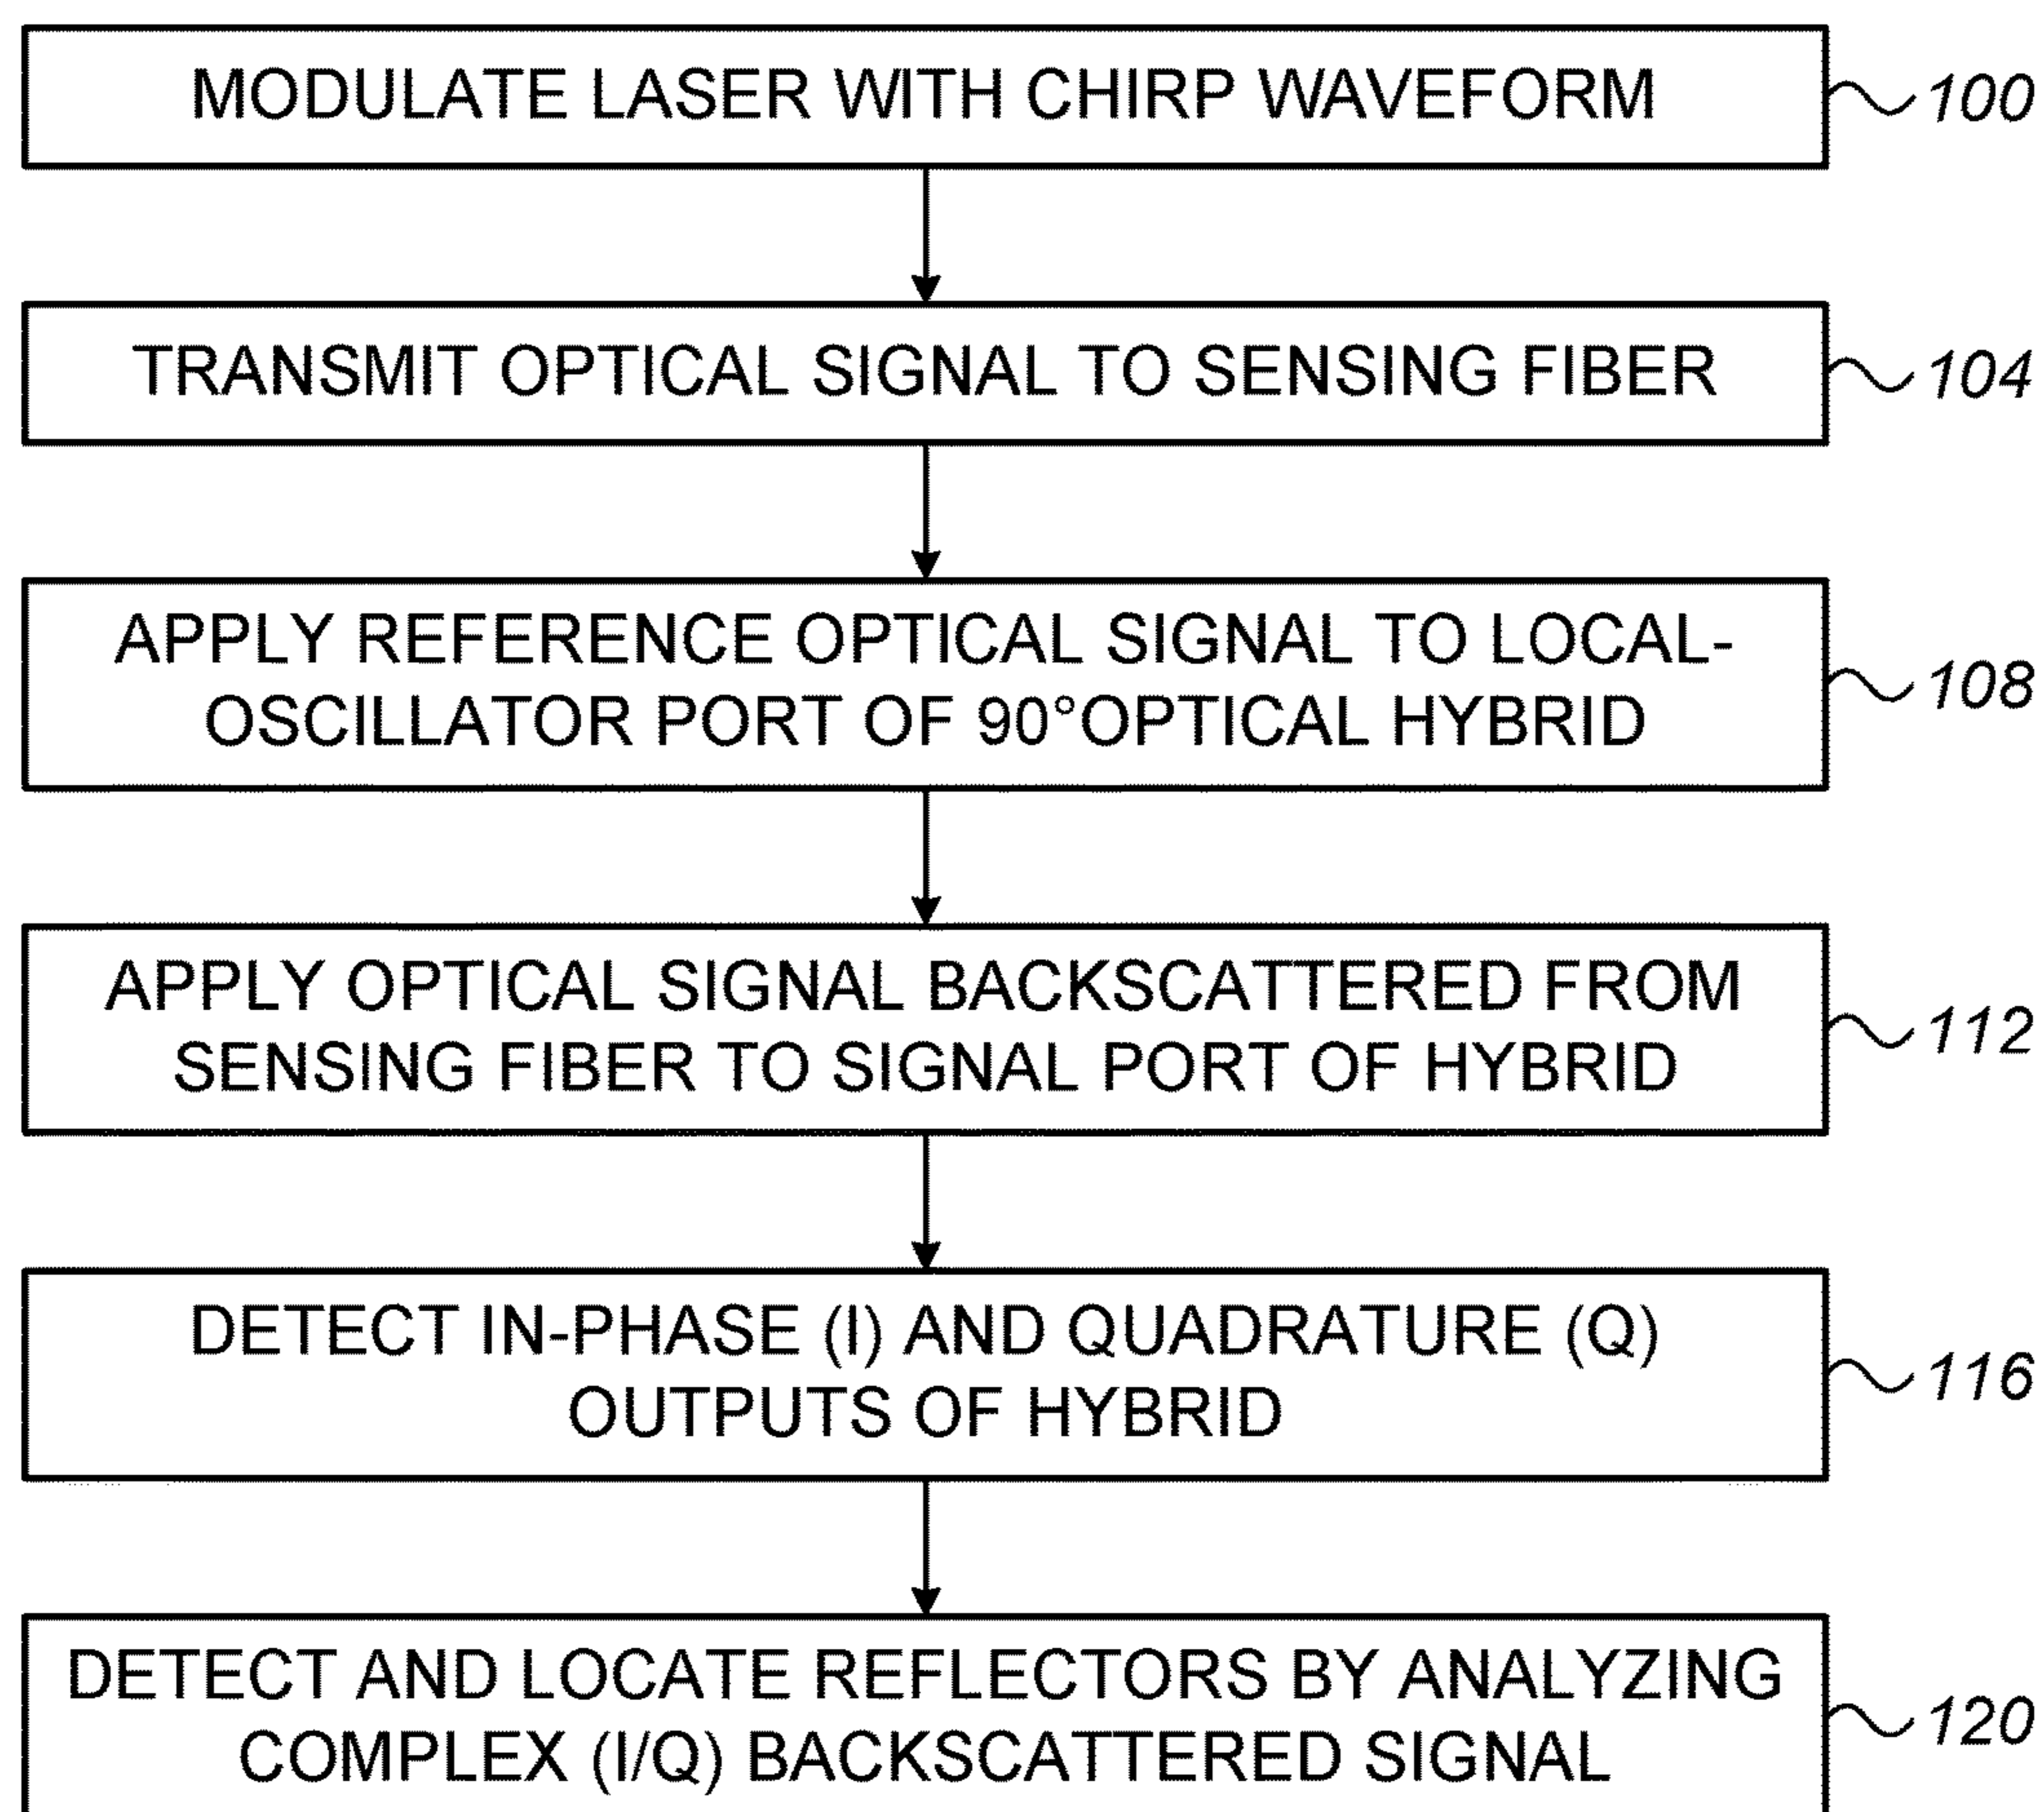 MODULATE LASER WITH CHIRP WAVEFORM
100
TRANSMIT OPTICAL SIGNAL TO SENSING FIBER
104
APPLY REFERENCE OPTICAL SIGNAL TO LOCAL-
OSCILLATOR PORT OF 90°OPTICAL HYBRID
108
APPLY OPTICAL SIGNAL BACKSCATTERED FROM
SENSING FIBER TO SIGNAL PORT OF HYBRID
112
DETECT IN-PHASE (I) AND QUADRATURE (Q)
OUTPUTS OF HYBRID
116
DETECT AND LOCATE REFLECTORS BY ANALYZING
COMPLEX (I/Q) BACKSCATTERED SIGNAL
120